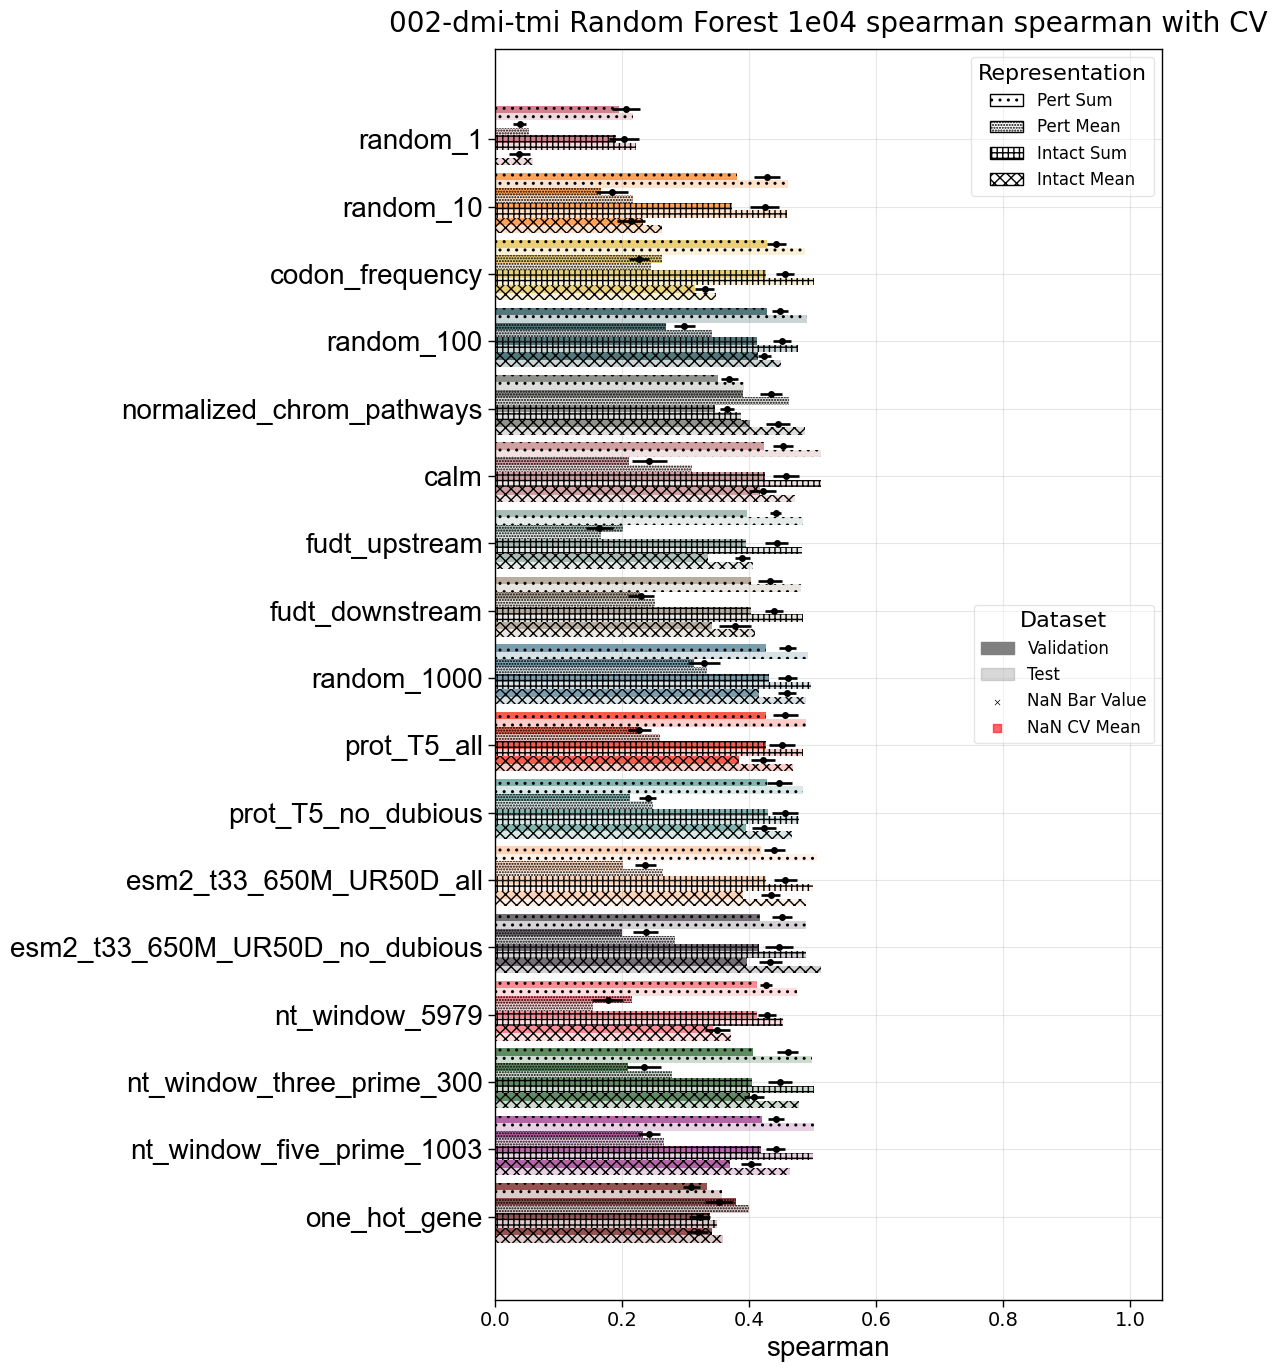 002-dmi-tmi Random Forest 1e04 spearman spearman with CV
Representation
Pert Sum
Pert Mean
Intact Sum
Intact Mean
random_1
random_10
codon_frequency
random_100
normalized_chrom_pathways
calm
fudt_upstream
fudt_downstream
random_1000
prot_T5_all
prot_T5_no_dubious
esm2_t33_650M_UR50D_all
esm2_t33_650M_UR50D_no_dubious
nt_window_5979
nt_window_three_prime_300
nt_window_five_prime_1003
one_hot_gene
Dataset
Validation
Test
NaN Bar Value
NaN CV Mean
0.0 0.2 0.4 0.6 0.8 1.0
spearman